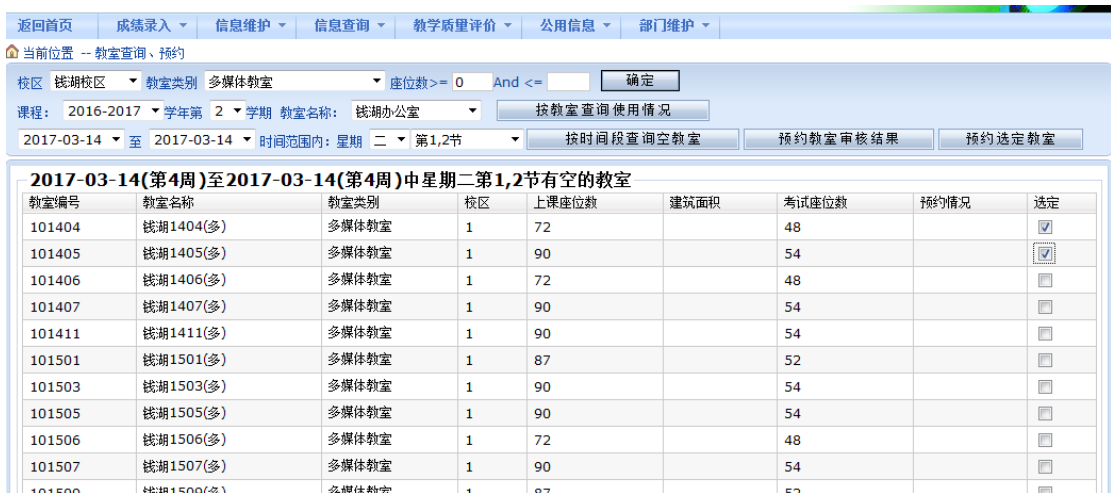 返回首页 成绩录入 信息维护 信息查询 教学质量评价 公用信息 部门维护
当前位置 -- 教室查询、预约
校区 钱湖校区 教室类别 多媒体教室 座位数>= 0 And <= 确定
课程： 2016-2017 学年第 2 学期 教室名称： 钱湖办公室 按教室查询使用情况
2017-03-14 至 2017-03-14 时间范围内：星期 二 第1,2节 按时间段查询空教室 预约教室审核结果 预约选定教室
2017-03-14(第4周)至2017-03-14(第4周)中星期二第1,2节有空的教室
教室编号 教室名称 教室类别 校区 上课座位数 建筑面积 考试座位数 预约情况 选定
101404 钱湖1404(多) 多媒体教室 1 72 48
101405 钱湖1405(多) 多媒体教室 1 90 54
101406 钱湖1406(多) 多媒体教室 1 72 48
101407 钱湖1407(多) 多媒体教室 1 90 54
101411 钱湖1411(多) 多媒体教室 1 90 54
101501 钱湖1501(多) 多媒体教室 1 87 52
101503 钱湖1503(多) 多媒体教室 1 90 54
101505 钱湖1505(多) 多媒体教室 1 90 54
101506 钱湖1506(多) 多媒体教室 1 72 48
101507 钱湖1507(多) 多媒体教室 1 90 54
101509 钱湖1509(多) 多媒体教室 1 87 52